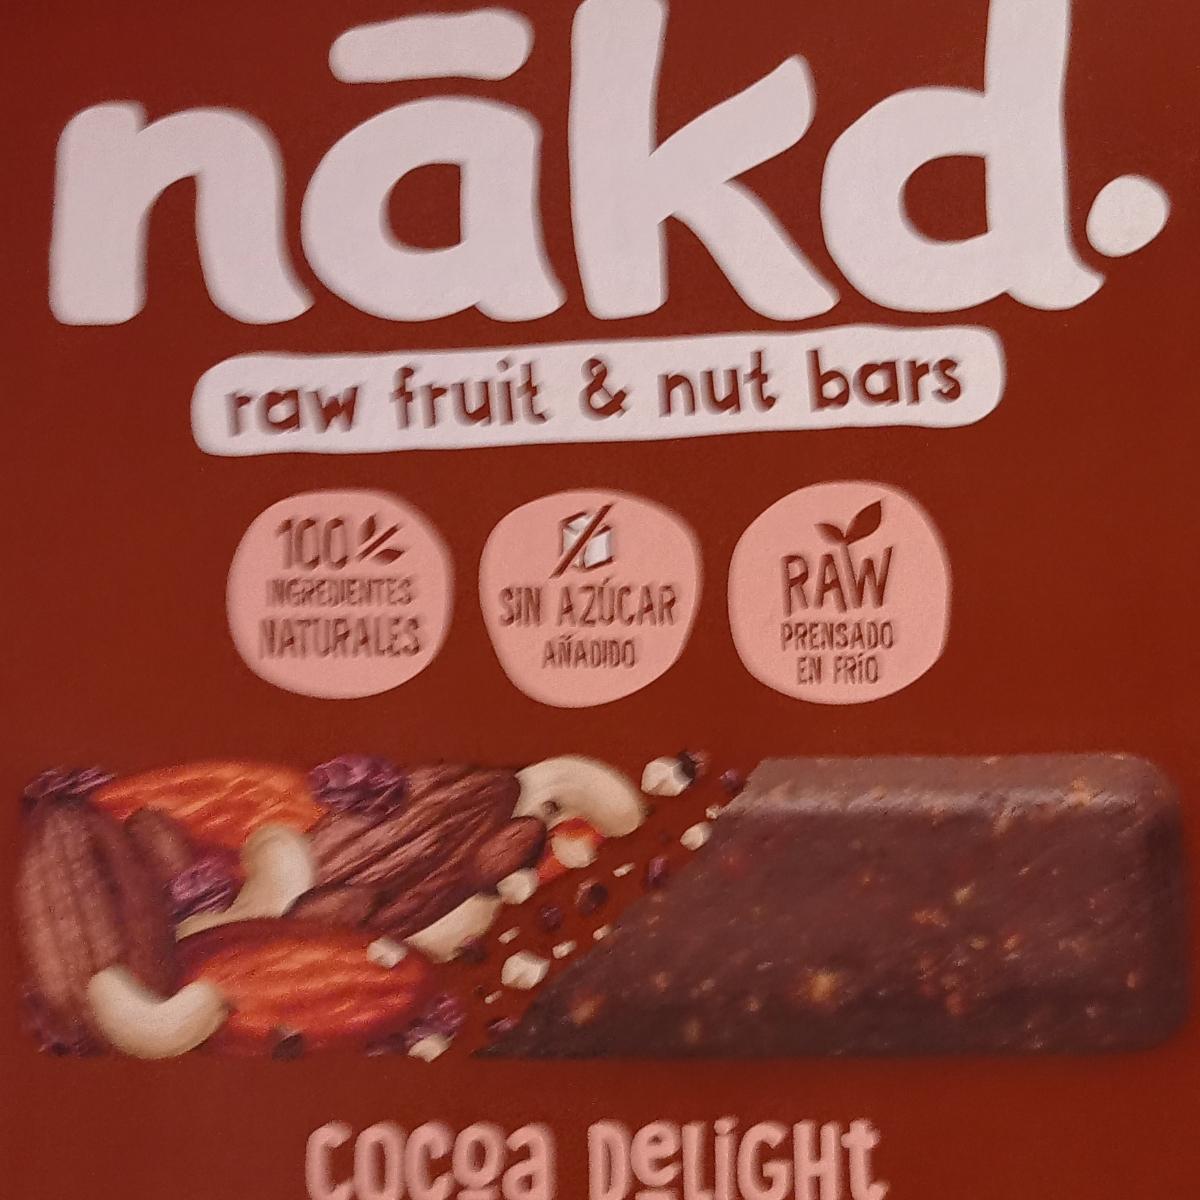 nākd.
raw fruit & nut bars
100%
INGREDIENTES
NATURALES
SIN AZÚCAR
AÑADIDO
RAW
PRENSADO
EN FRÍO
COCOA DELIGHT